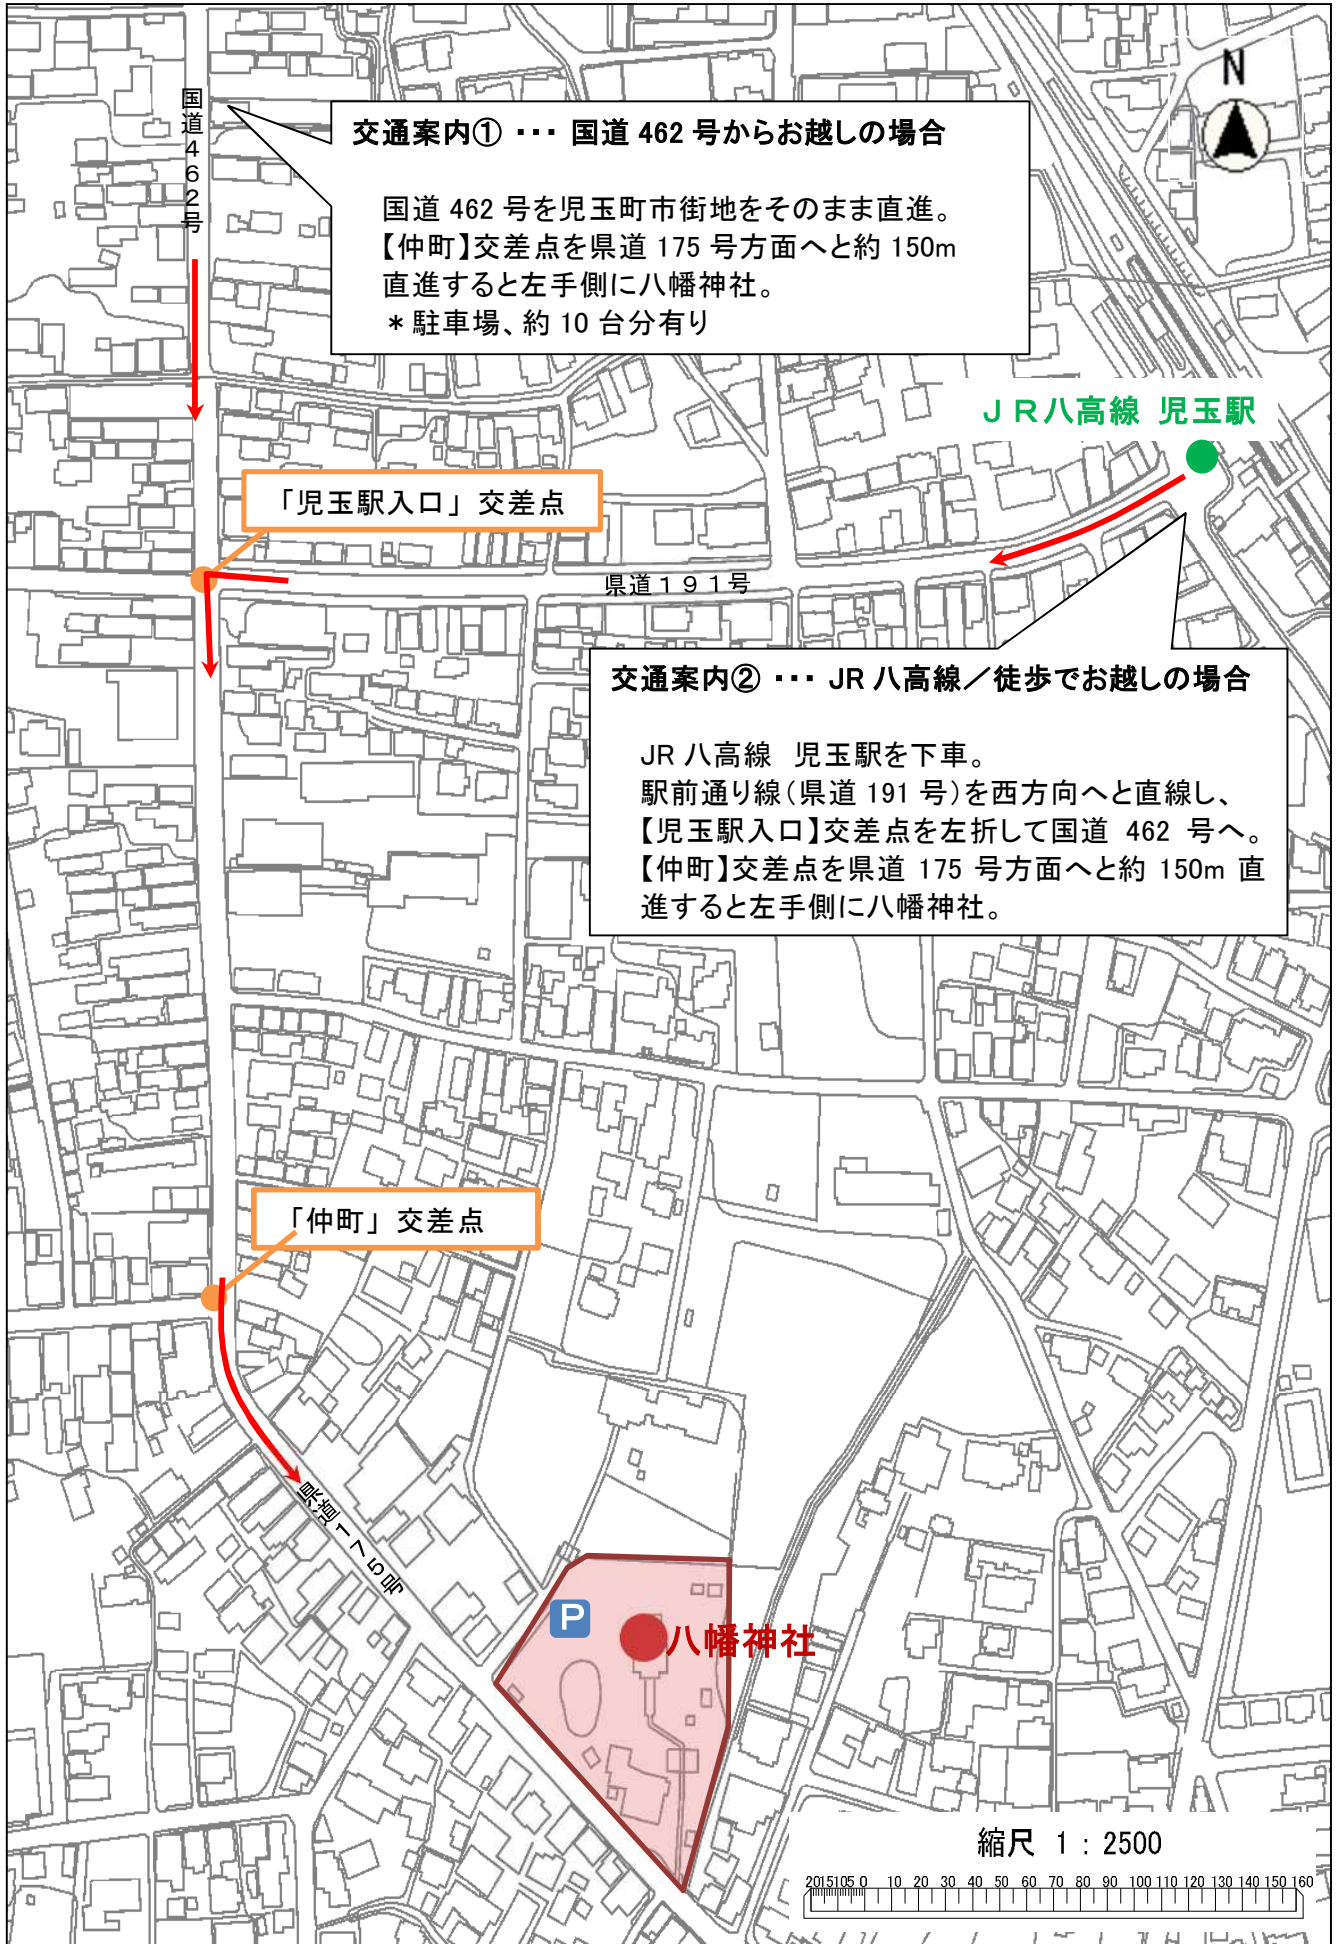 国道462号
N
交通案内① ・・・ 国道 462 号からお越しの場合
国道 462 号を児玉町市街地をそのまま直進。
【仲町】交差点を県道 175 号方面へと約 150m
直進すると左手側に八幡神社。
＊駐車場、約 10 台分有り
ＪＲ八高線 児玉駅
「児玉駅入口」交差点
県道１９１号
交通案内② ・・・ JR 八高線／徒歩でお越しの場合
JR 八高線　児玉駅を下車。
駅前通り線（県道 191 号）を西方向へと直線し、
【児玉駅入口】交差点を左折して国道 462 号へ。
【仲町】交差点を県道 175 号方面へと約 150m 直
進すると左手側に八幡神社。
「仲町」交差点
県道１７５号
P
八幡神社
縮尺 1：2500
20 15 10 5 0 10 20 30 40 50 60 70 80 90 100 110 120 130 140 150 160